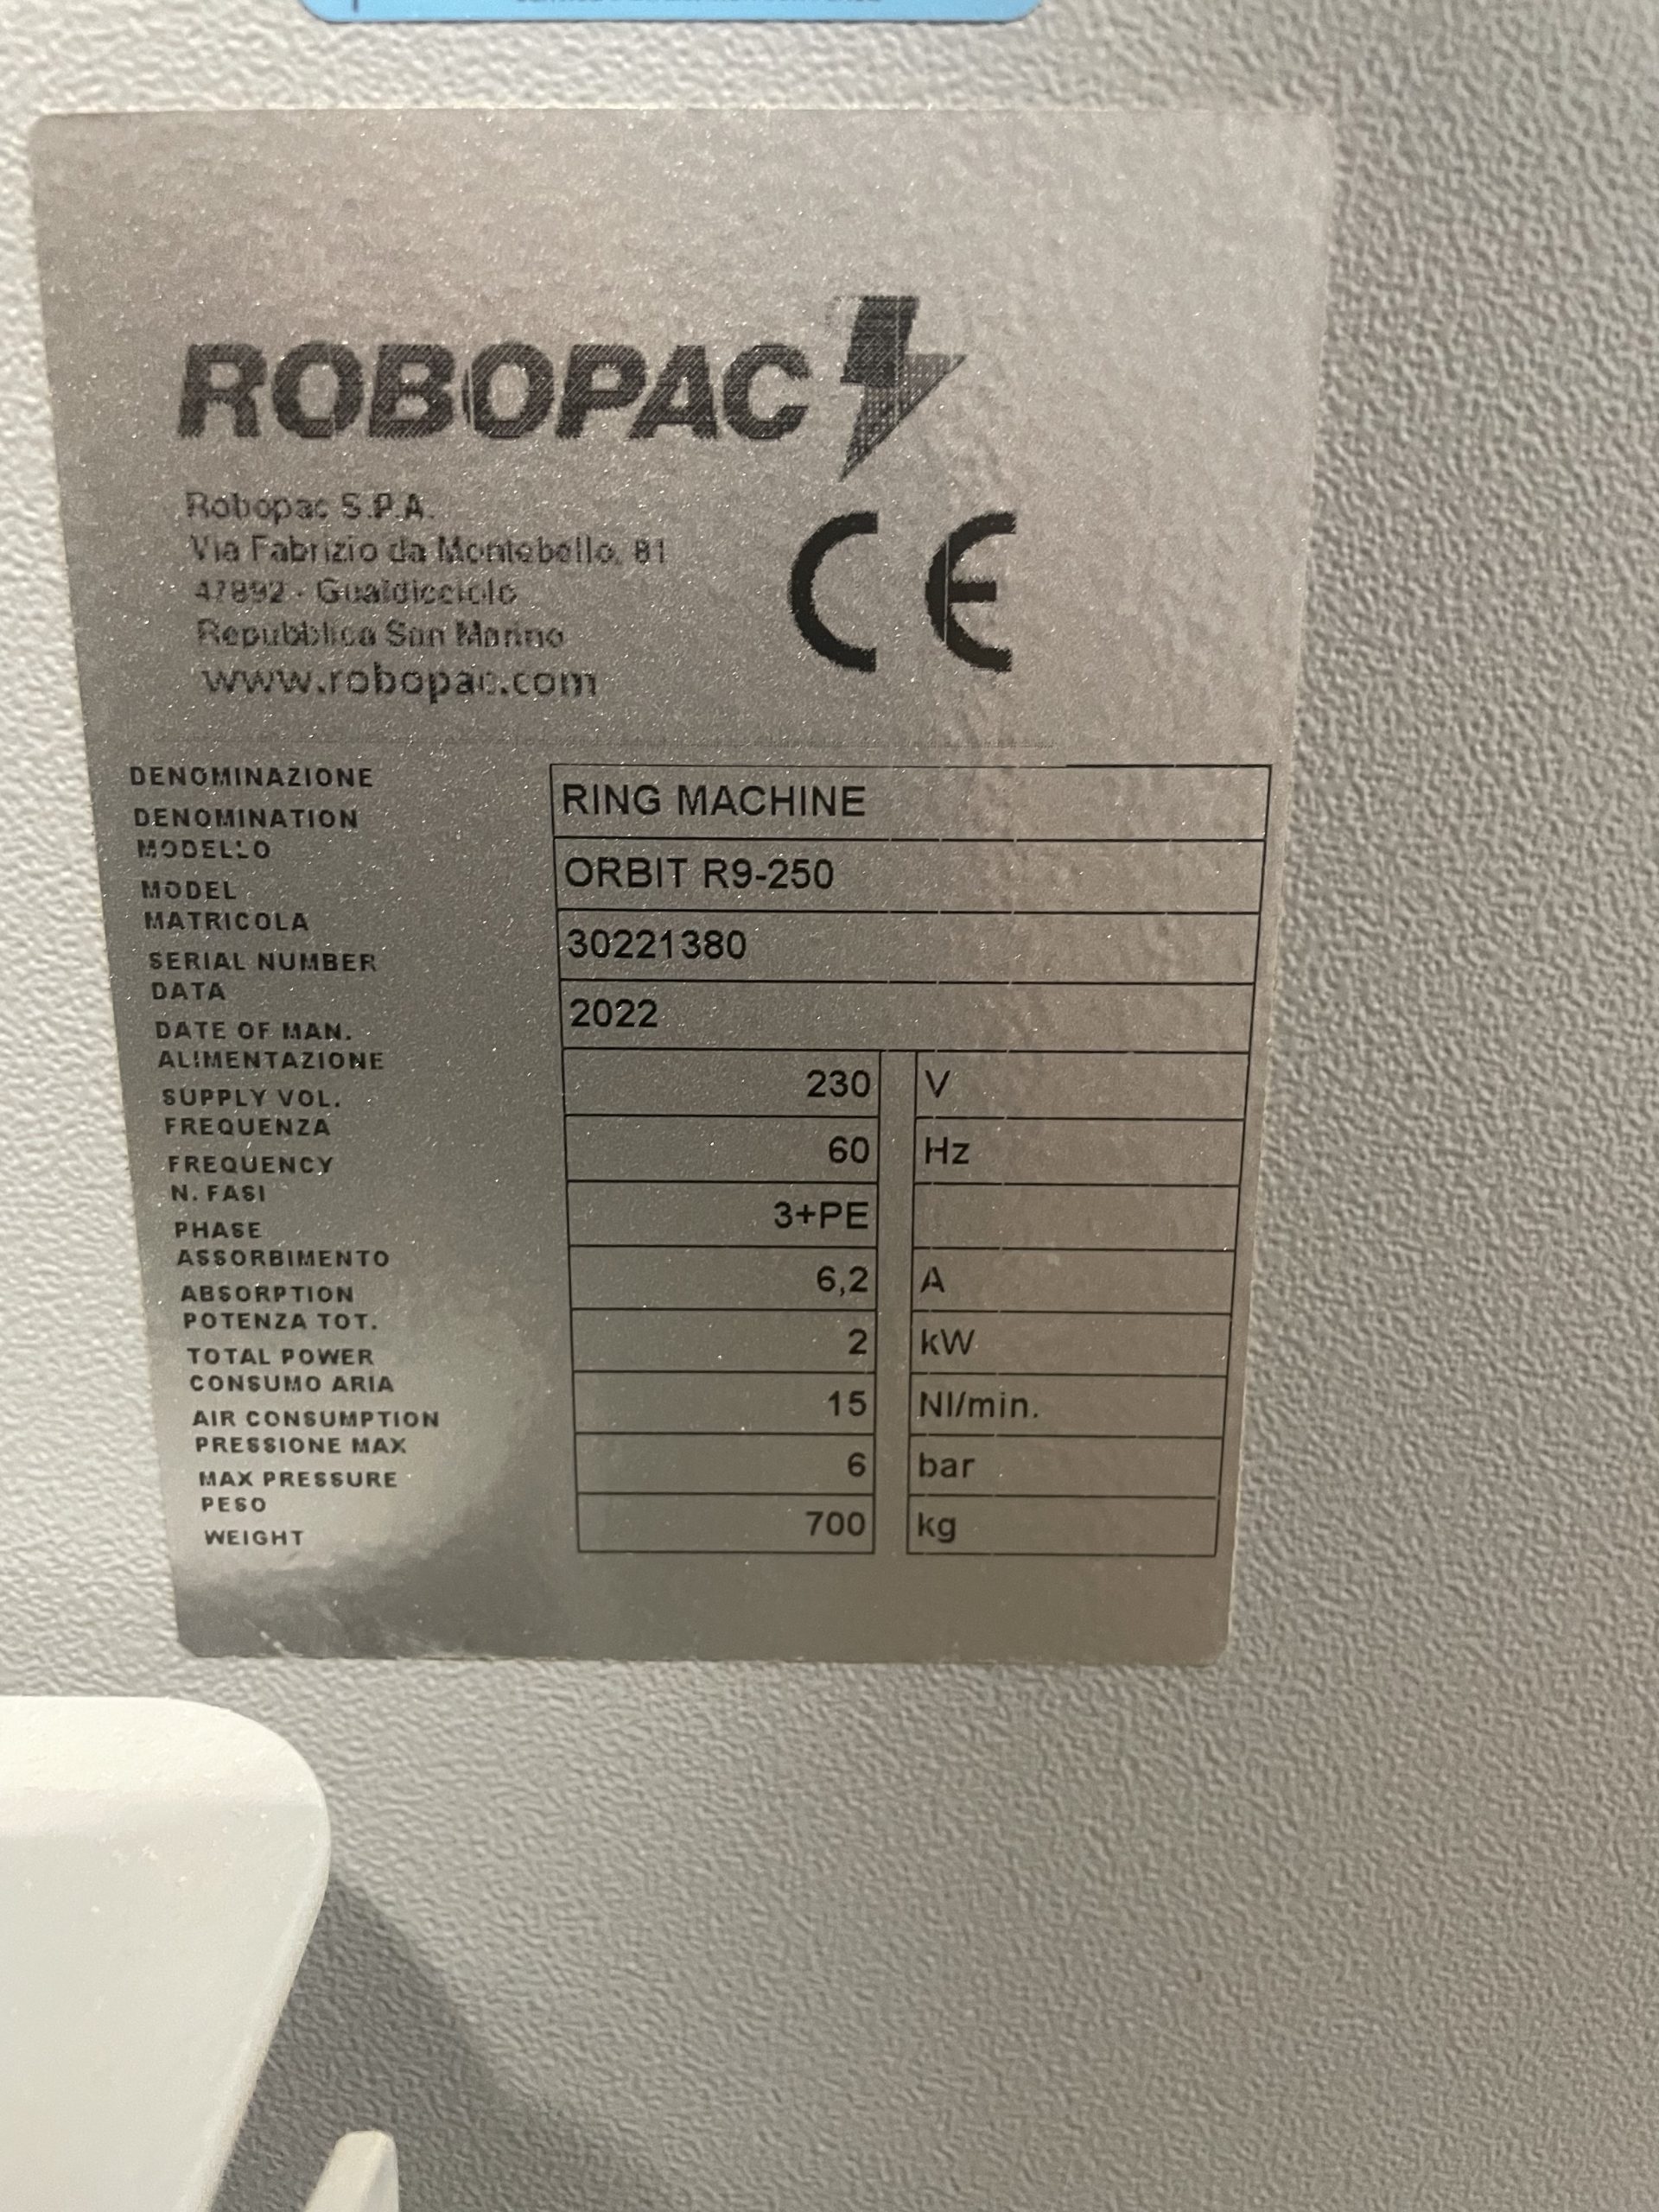 ROBOPAC
Robopac S.P.A.
Via Fabrizio da Montebello, 81
47892 - Gualdicciolo
Repubblica San Marino
www.robopac.com
CE
DENOMINAZIONE
DENOMINATION
RING MACHINE
MODELLO
MODEL
ORBIT R9-250
MATRICOLA
SERIAL NUMBER
30221380
DATA
DATE OF MAN.
2022
ALIMENTAZIONE
SUPPLY VOL.
230 V
FREQUENZA
FREQUENCY
60 Hz
N. FASI
PHASE
3+PE
ASSORBIMENTO
ABSORPTION
6,2 A
POTENZA TOT.
TOTAL POWER
2 kW
CONSUMO ARIA
AIR CONSUMPTION
15 Nl/min.
PRESSIONE MAX
MAX PRESSURE
6 bar
PESO
WEIGHT
700 kg